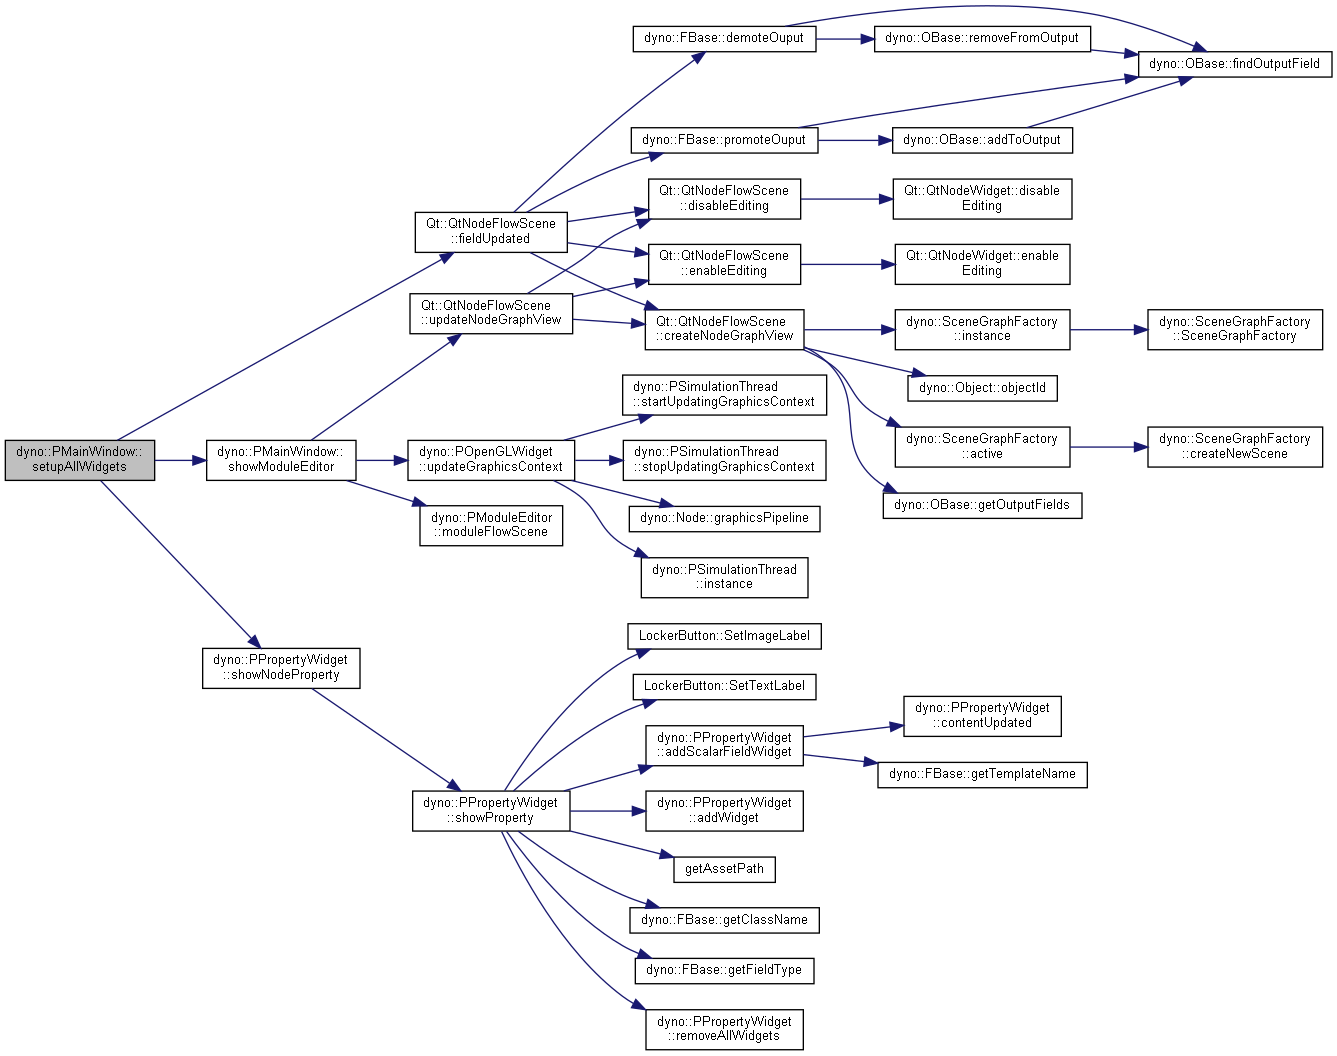 dyno::PMainWindow::
setupAllWidgets
Qt::QtNodeFlowScene
::fieldUpdated
dyno::FBase::demoteOuput
dyno::OBase::removeFromOutput
dyno::OBase::findOutputField
dyno::FBase::promoteOuput
dyno::OBase::addToOutput
Qt::QtNodeFlowScene
::disableEditing
Qt::QtNodeWidget::disable
Editing
Qt::QtNodeFlowScene
::enableEditing
Qt::QtNodeWidget::enable
Editing
Qt::QtNodeFlowScene
::createNodeGraphView
dyno::SceneGraphFactory
::instance
dyno::SceneGraphFactory
::SceneGraphFactory
dyno::Object::objectId
dyno::SceneGraphFactory
::active
dyno::SceneGraphFactory
::createNewScene
dyno::OBase::getOutputFields
dyno::PMainWindow::
showModuleEditor
Qt::QtNodeFlowScene
::updateNodeGraphView
dyno::POpenGLWidget
::updateGraphicsContext
dyno::PSimulationThread
::startUpdatingGraphicsContext
dyno::PSimulationThread
::stopUpdatingGraphicsContext
dyno::Node::graphicsPipeline
dyno::PSimulationThread
::instance
dyno::PModuleEditor
::moduleFlowScene
dyno::PPropertyWidget
::showNodeProperty
dyno::PPropertyWidget
::showProperty
LockerButton::SetImageLabel
LockerButton::SetTextLabel
dyno::PPropertyWidget
::addScalarFieldWidget
dyno::PPropertyWidget
::contentUpdated
dyno::FBase::getTemplateName
dyno::PPropertyWidget
::addWidget
getAssetPath
dyno::FBase::getClassName
dyno::FBase::getFieldType
dyno::PPropertyWidget
::removeAllWidgets